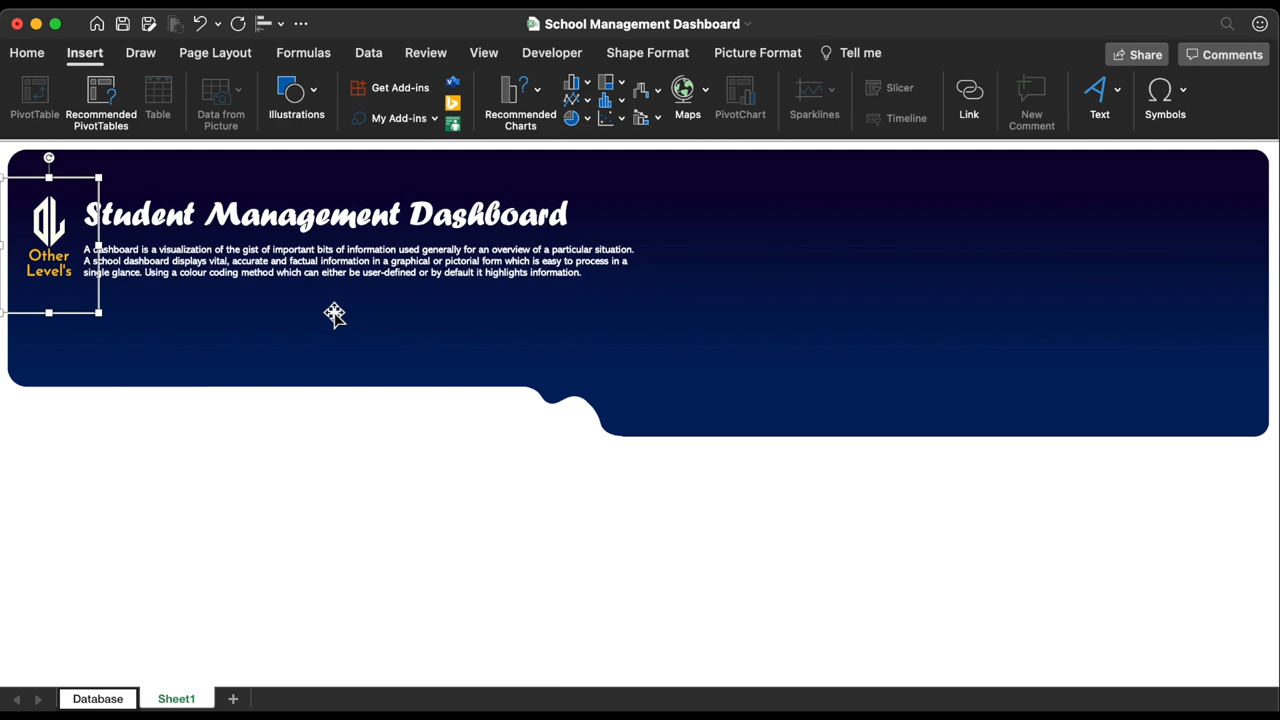 School Management Dashboard
Home Insert Draw Page Layout Formulas Data Review View Developer Shape Format Picture Format Tell me Share Comments
PivotTable
Recommended
PivotTables
Table
Data from
Picture
Illustrations
Get Add-ins
My Add-ins
Recommended
Charts
Maps
PivotChart
Sparklines
Slicer
Timeline
Link
New
Comment
Text
Symbols
Other
Level's
Student Management Dashboard
A dashboard is a visualization of the gist of important bits of information used generally for an overview of a particular situation.
A school dashboard displays vital, accurate and factual information in a graphical or pictorial form which is easy to process in a
single glance. Using a colour coding method which can either be user-defined or by default it highlights information.
Database Sheet1